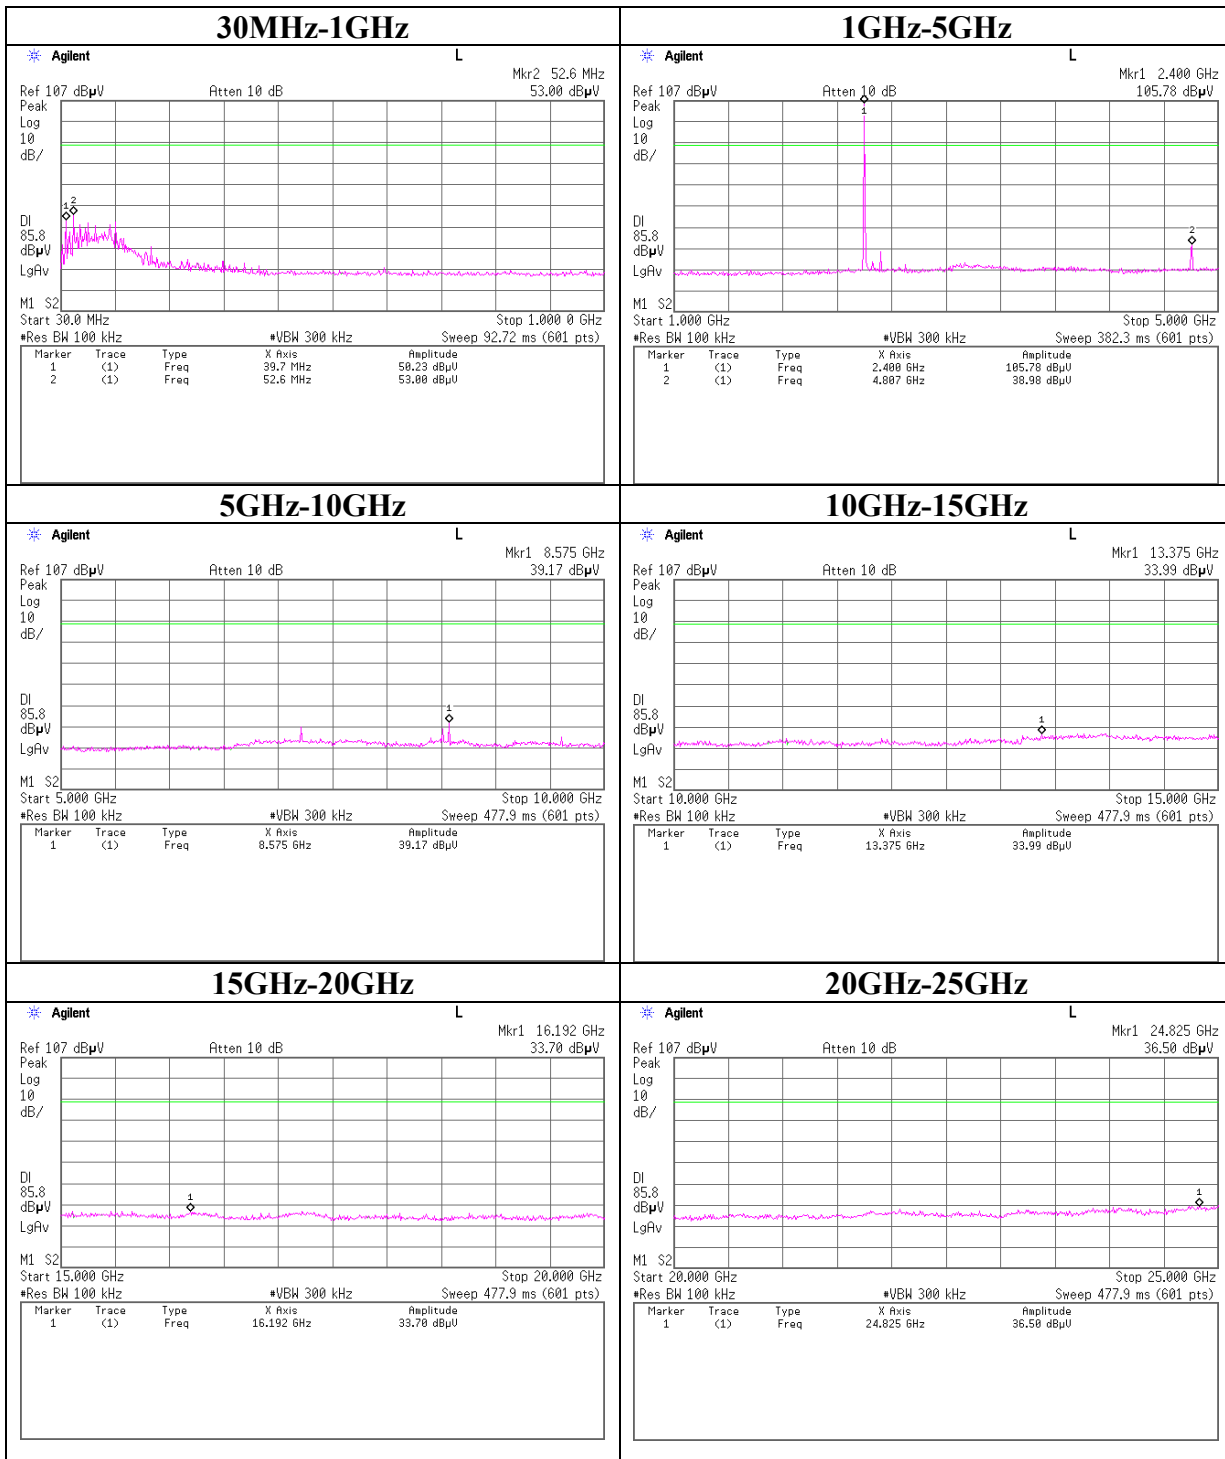 30MHz-1GHz
Agilent L
Mkr2 52.6 MHz
Ref 107 dBµV Atten 10 dB 53.00 dBµV
Peak
Log
10
dB/
1 2
DI
85.8
dBµV
LgAv
M1 S2
Start 30.0 MHz Stop 1.000 0 GHz
#Res BW 100 kHz #VBW 300 kHz Sweep 92.72 ms (601 pts)
Marker Trace Type X Axis Amplitude
1 (1) Freq 39.7 MHz 50.23 dBµV
2 (1) Freq 52.6 MHz 53.00 dBµV
1GHz-5GHz
Agilent L
Mkr1 2.400 GHz
Ref 107 dBµV Atten 10 dB 105.78 dBµV
Peak
Log
10
dB/
1
2
DI
85.8
dBµV
LgAv
M1 S2
Start 1.000 GHz Stop 5.000 GHz
#Res BW 100 kHz #VBW 300 kHz Sweep 382.3 ms (601 pts)
Marker Trace Type X Axis Amplitude
1 (1) Freq 2.400 GHz 105.78 dBµV
2 (1) Freq 4.807 GHz 38.98 dBµV
5GHz-10GHz
Agilent L
Mkr1 8.575 GHz
Ref 107 dBµV Atten 10 dB 39.17 dBµV
Peak
Log
10
dB/
1
DI
85.8
dBµV
LgAv
M1 S2
Start 5.000 GHz Stop 10.000 GHz
#Res BW 100 kHz #VBW 300 kHz Sweep 477.9 ms (601 pts)
Marker Trace Type X Axis Amplitude
1 (1) Freq 8.575 GHz 39.17 dBµV
10GHz-15GHz
Agilent L
Mkr1 13.375 GHz
Ref 107 dBµV Atten 10 dB 33.99 dBµV
Peak
Log
10
dB/
1
DI
85.8
dBµV
LgAv
M1 S2
Start 10.000 GHz Stop 15.000 GHz
#Res BW 100 kHz #VBW 300 kHz Sweep 477.9 ms (601 pts)
Marker Trace Type X Axis Amplitude
1 (1) Freq 13.375 GHz 33.99 dBµV
15GHz-20GHz
Agilent L
Mkr1 16.192 GHz
Ref 107 dBµV Atten 10 dB 33.70 dBµV
Peak
Log
10
dB/
1
DI
85.8
dBµV
LgAv
M1 S2
Start 15.000 GHz Stop 20.000 GHz
#Res BW 100 kHz #VBW 300 kHz Sweep 477.9 ms (601 pts)
Marker Trace Type X Axis Amplitude
1 (1) Freq 16.192 GHz 33.70 dBµV
20GHz-25GHz
Agilent L
Mkr1 24.825 GHz
Ref 107 dBµV Atten 10 dB 36.50 dBµV
Peak
Log
10
dB/
1
DI
85.8
dBµV
LgAv
M1 S2
Start 20.000 GHz Stop 25.000 GHz
#Res BW 100 kHz #VBW 300 kHz Sweep 477.9 ms (601 pts)
Marker Trace Type X Axis Amplitude
1 (1) Freq 24.825 GHz 36.50 dBµV